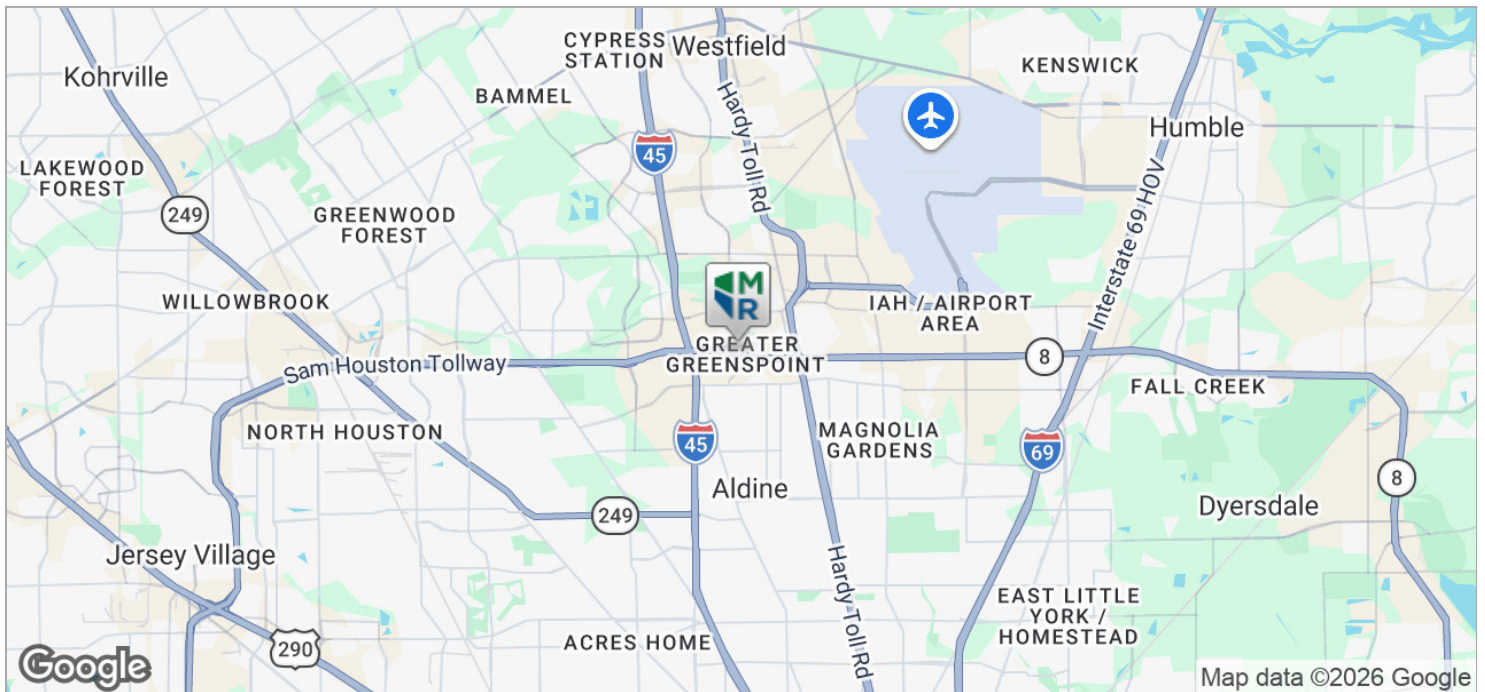 CYPRESS
STATION
Westfield
Kohrville
KENSWICK
BAMMEL
Hardy Toll Rd
Humble
45
LAKEWOOD
FOREST
249
GREENWOOD
FOREST
Interstate 69 HOV
M
R
WILLOWBROOK
IAH / AIRPORT
AREA
GREATER
GREENSPOINT
Sam Houston Tollway
8
FALL CREEK
NORTH HOUSTON
45
MAGNOLIA
GARDENS
69
8
Aldine
Dyersdale
249
Jersey Village
Hardy Toll Rd
EAST LITTLE
YORK /
HOMESTEAD
ACRES HOME
290
Google
Map data ©2026 Google